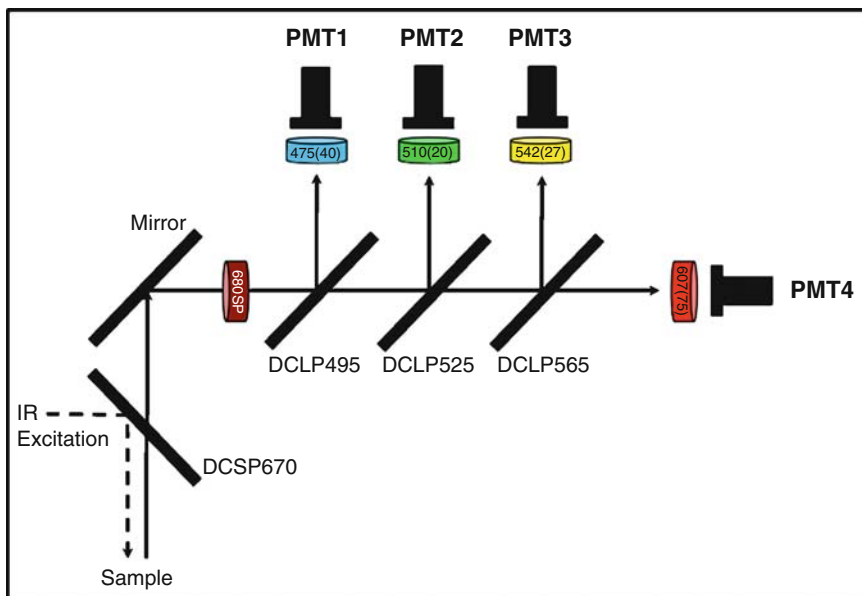 PMT1 PMT2 PMT3
475(40) 510(20) 542(27)
Mirror
680SP
607(75)
PMT4
DCLP495 DCLP525 DCLP565
IR
Excitation
DCSP670
Sample